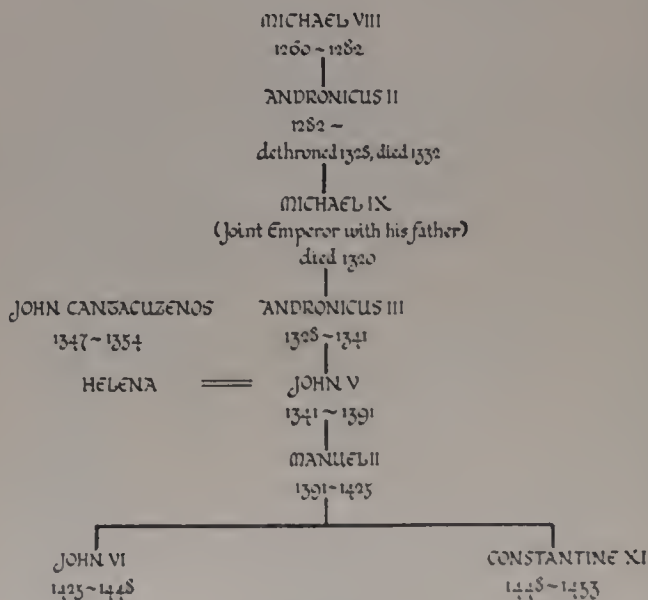 MICHAEL VIII
1260~1282
ANDRONICUS II
1282~
dethroned 1328, died 1332
MICHAEL IX
(Joint Emperor with his father)
died 1320
JOHN CANTACUZENOS
1347~1354
ANDRONICUS III
1328~1341
HELENA
JOHN V
1341~1391
MANUEL II
1391~1425
JOHN VI
1425~1448
CONSTANTINE XI
1448~1453